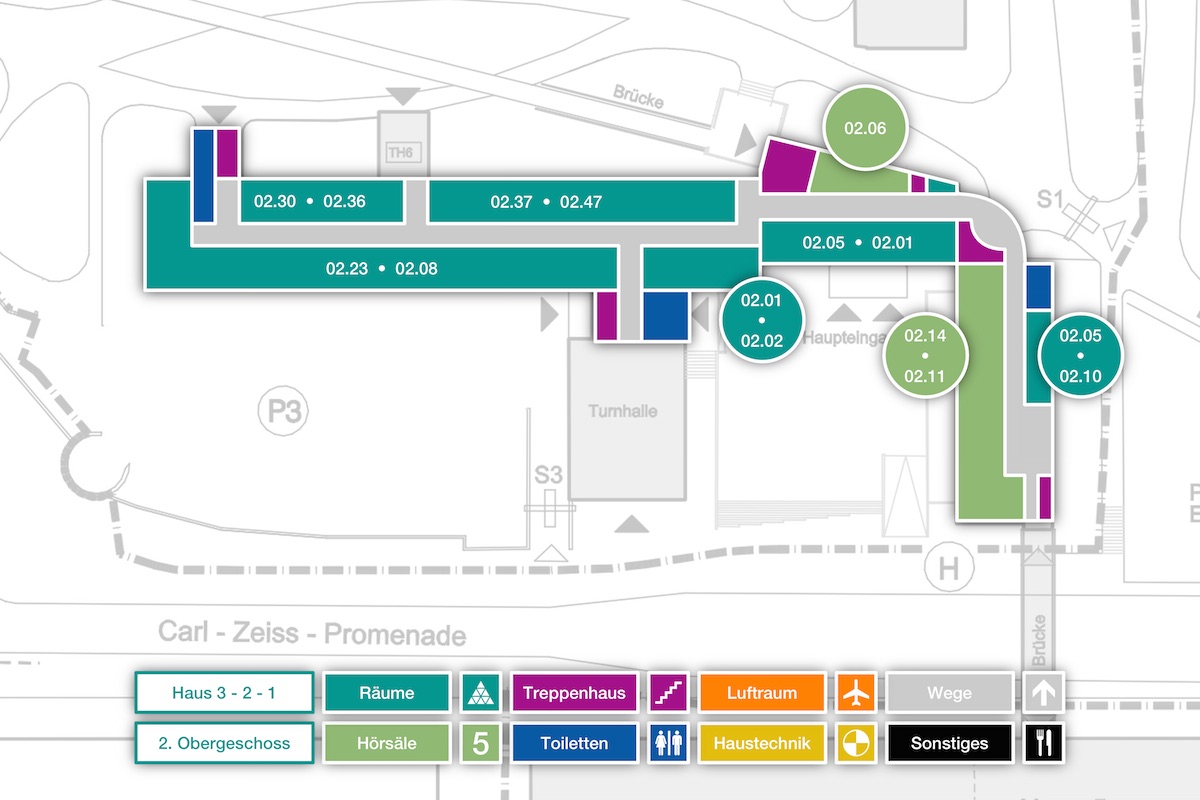 Brücke
02.06
TH6
S1
02.30 • 02.36
02.37 • 02.47
02.05 • 02.01
02.23 • 02.08
02.01
•
02.02
Haupteinga
02.14
•
02.11
02.05
•
02.10
P3
Turnhalle
S3
H
Brücke
Carl - Zeiss - Promenade
Haus 3 - 2 - 1
Räume
Treppenhaus
Luftraum
Wege
2. Obergeschoss
Hörsäle
5
Toiletten
Haustechnik
Sonstiges